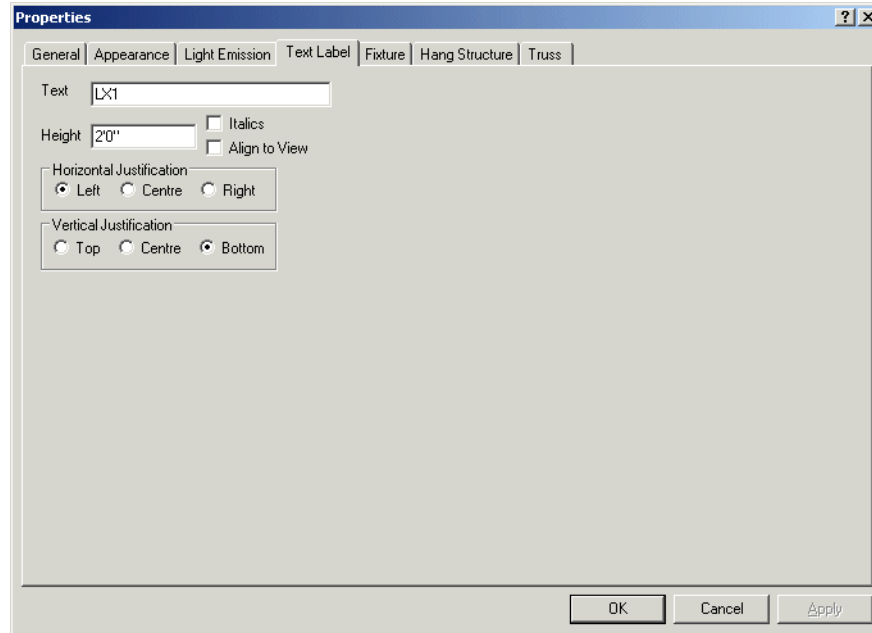 Properties
General Appearance Light Emission Text Label Fixture Hang Structure Truss
Text LX1
Height 2'0" Italics
Align to View
Horizontal Justification
Left Centre Right
Vertical Justification
Top Centre Bottom
OK Cancel Apply